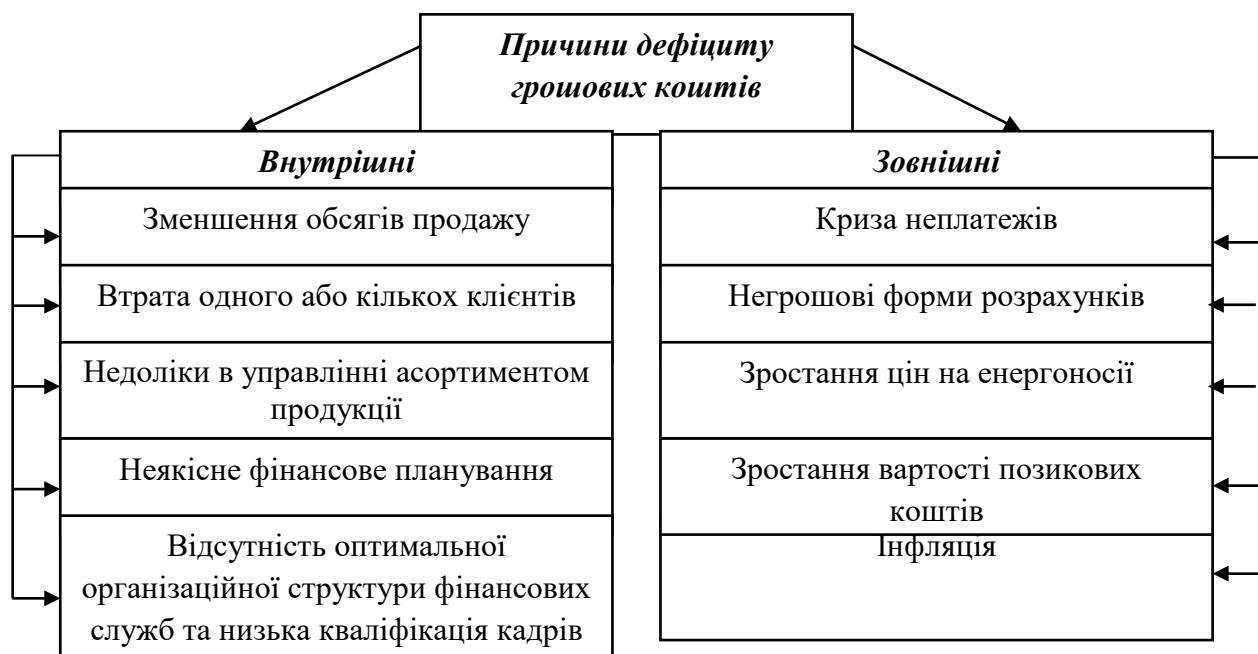 Причини дефіциту
грошових коштів
Внутрішні
Зменшення обсягів продажу
Втрата одного або кількох клієнтів
Недоліки в управлінні асортиментом
продукції
Неякісне фінансове планування
Відсутність оптимальної
організаційної структури фінансових
служб та низька кваліфікація кадрів
Зовнішні
Криза неплатежів
Негрошові форми розрахунків
Зростання цін на енергоносії
Зростання вартості позикових
коштів
Інфляція